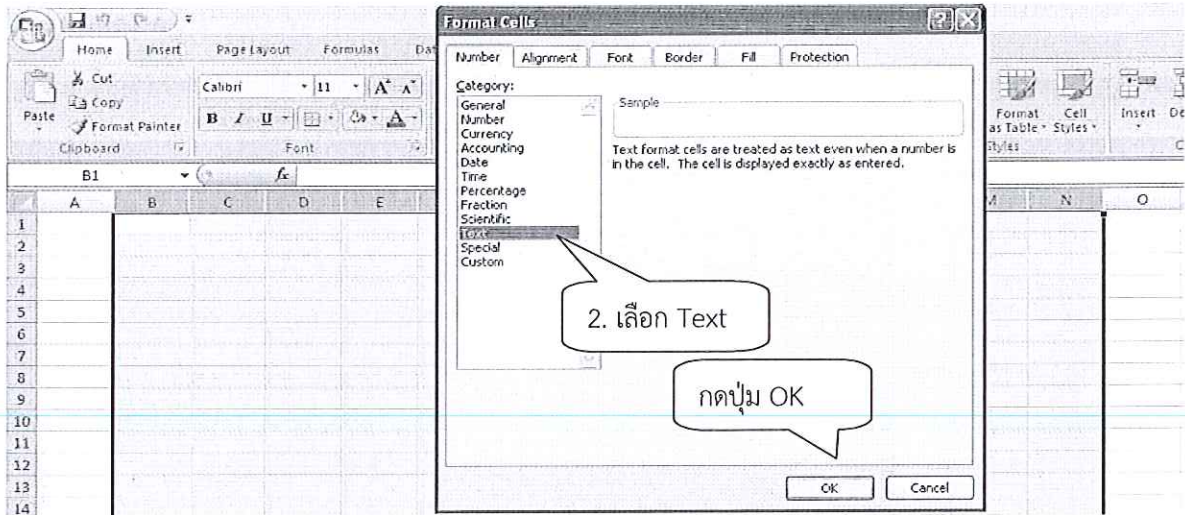 Home Insert Page Layout Formulas Dat
Paste
Cut
Copy
Format Painter
Clipboard
Calibri 11 A A
B I U A
Font
Format as Table
Cell Styles
Styles
Insert De
B1 fx
A B C D E M N O
1
2
3
4
5
6
7
8
9
10
11
12
13
14
Format Cells
Number Alignment Font Border Fill Protection
Category:
General
Number
Currency
Accounting
Date
Time
Percentage
Fraction
Scientific
Text
Special
Custom
Sample
Text format cells are treated as text even when a number is
in the cell. The cell is displayed exactly as entered.
2. เลือก Text
กดปุ่ม OK
OK Cancel